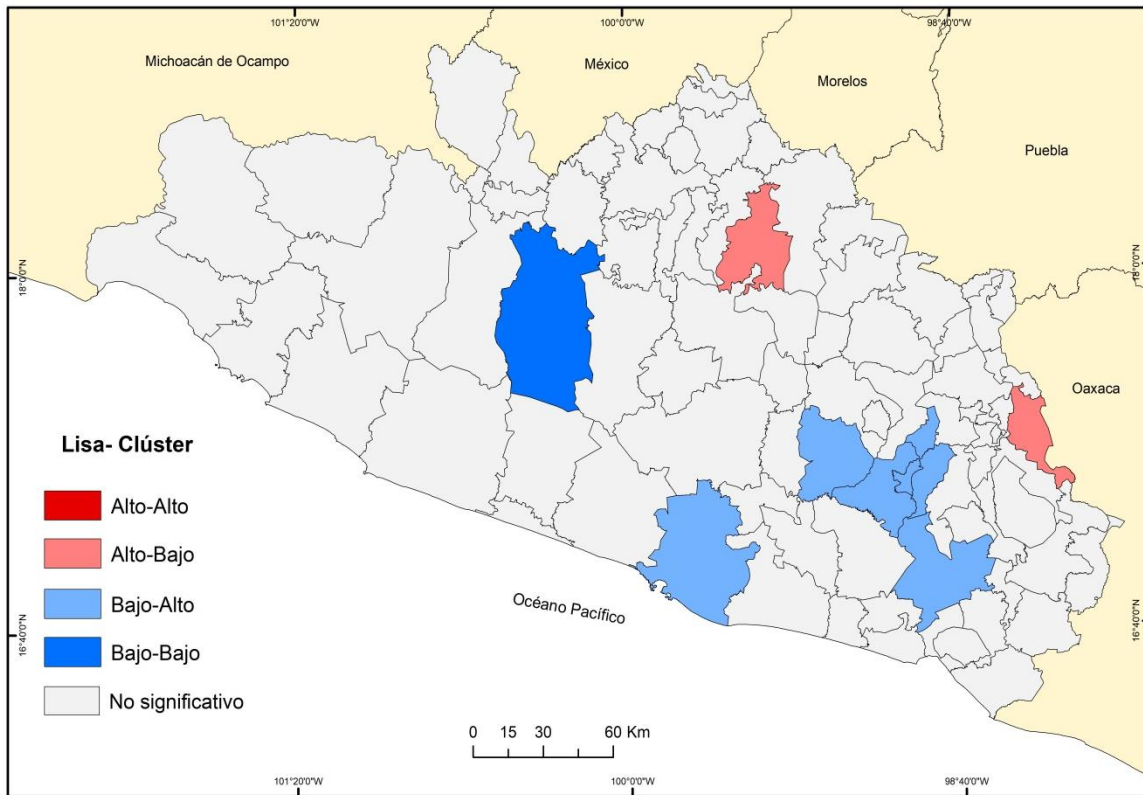 101°20'0"W
100°0'0"W
98°40'0"W
Michoacán de Ocampo
México
Morelos
Puebla
18°0'0"N
18°0'0"N
Oaxaca
Lisa- Clúster
Alto-Alto
Alto-Bajo
Bajo-Alto
Bajo-Bajo
No significativo
Océano Pacífico
16°40'0"N
16°40'0"N
0 15 30 60 Km
101°20'0"W
100°0'0"W
98°40'0"W